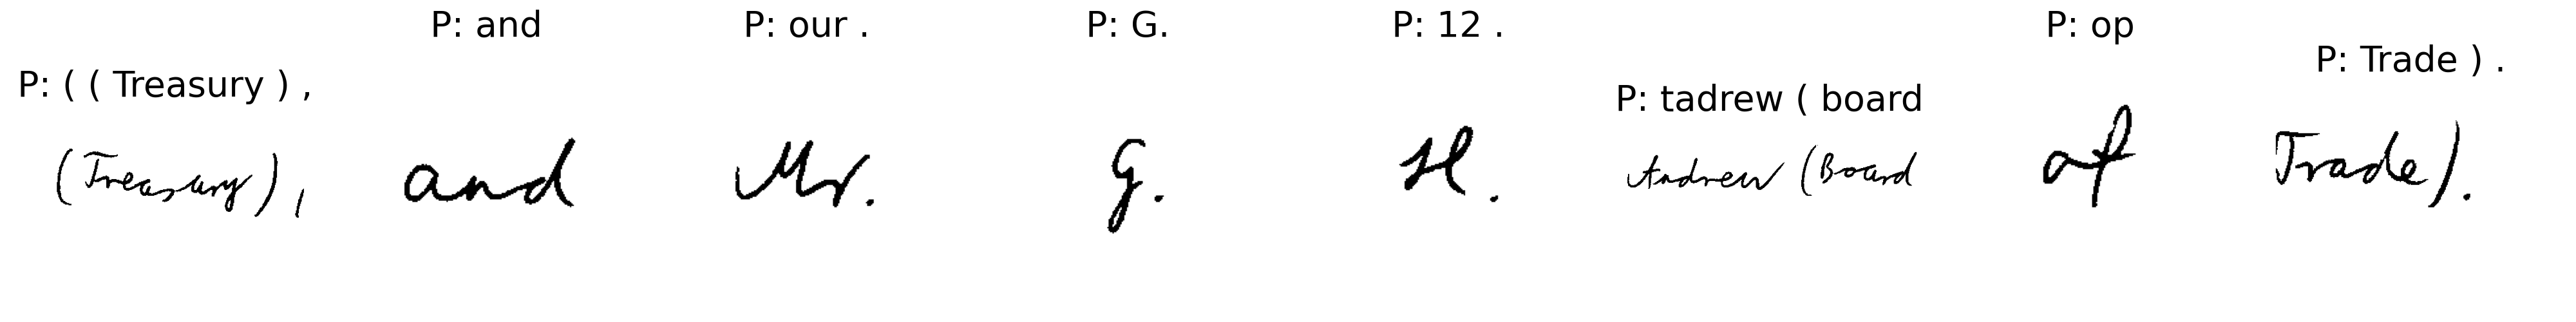 P: and P: our . P: G. P: 12 . P: op
P: ( ( Treasury ) , P: tadrew ( board P: Trade ) .
(Treasury), and Mr. G. H. Andrew (Board of Trade).